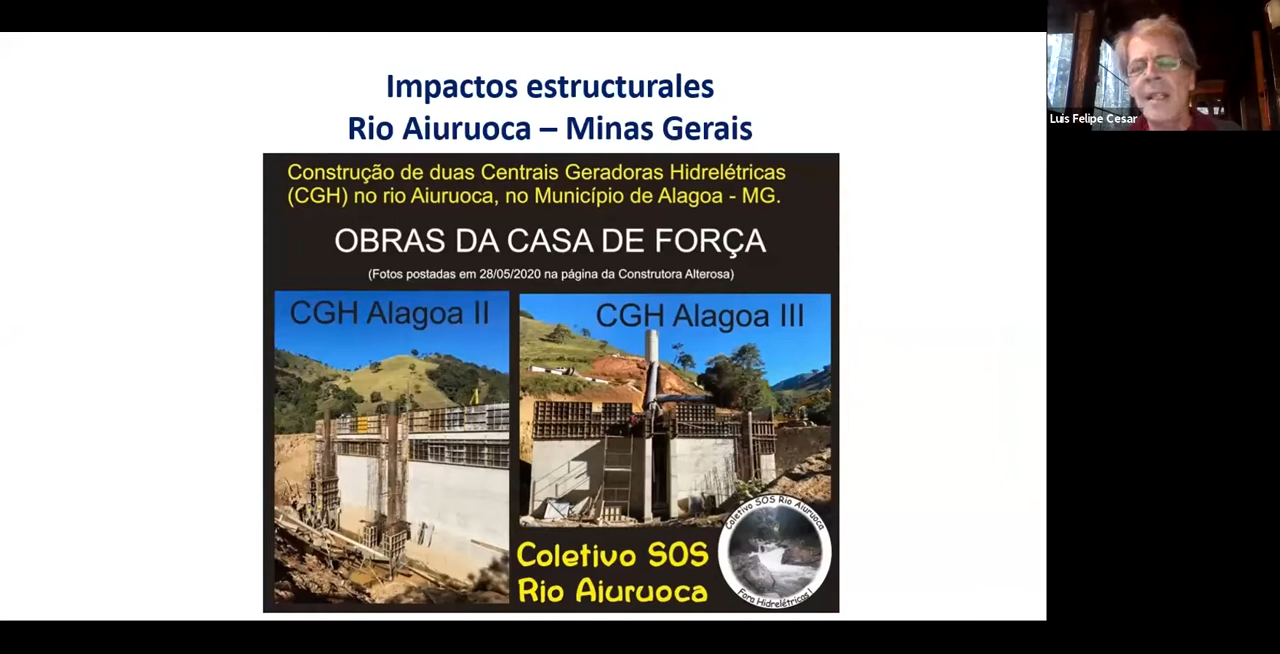 Impactos estructurales
Rio Aiuruoca – Minas Gerais
Construção de duas Centrais Geradoras Hidrelétricas
(CGH) no rio Aiuruoca, no Município de Alagoa - MG.
OBRAS DA CASA DE FORÇA
(Fotos postadas em 28/05/2020 na página da Construtora Alterosa)
CGH Alagoa II
CGH Alagoa III
Coletivo SOS
Rio Aiuruoca
Coletivo SOS Rio Aiuruoca
Fora Hidrelétricas!
Luis Felipe Cesar